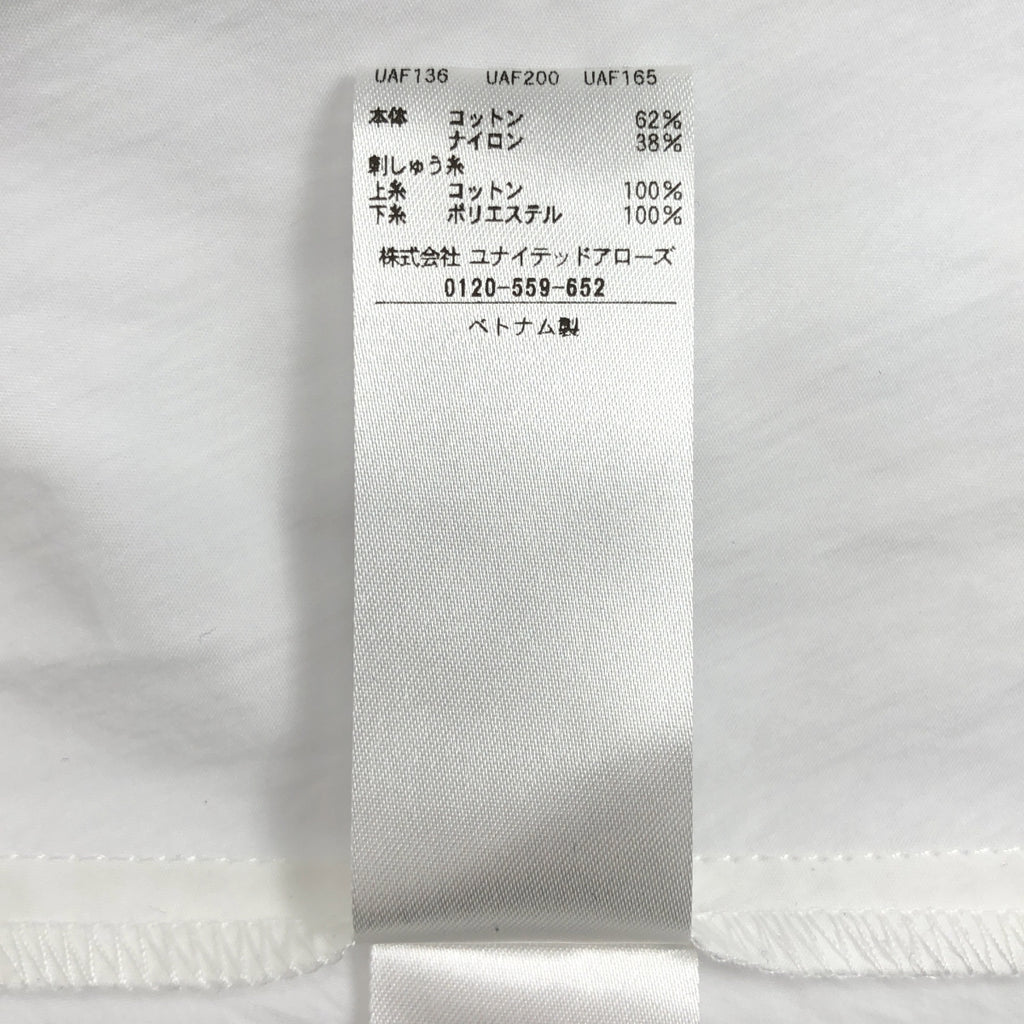 UAF136 UAF200 UAF165
本体 コットン 62%
ナイロン 38%
刺しゅう糸
上糸 コットン 100%
下糸 ポリエステル 100%
株式会社 ユナイテッドアローズ
0120-559-652
ベトナム製